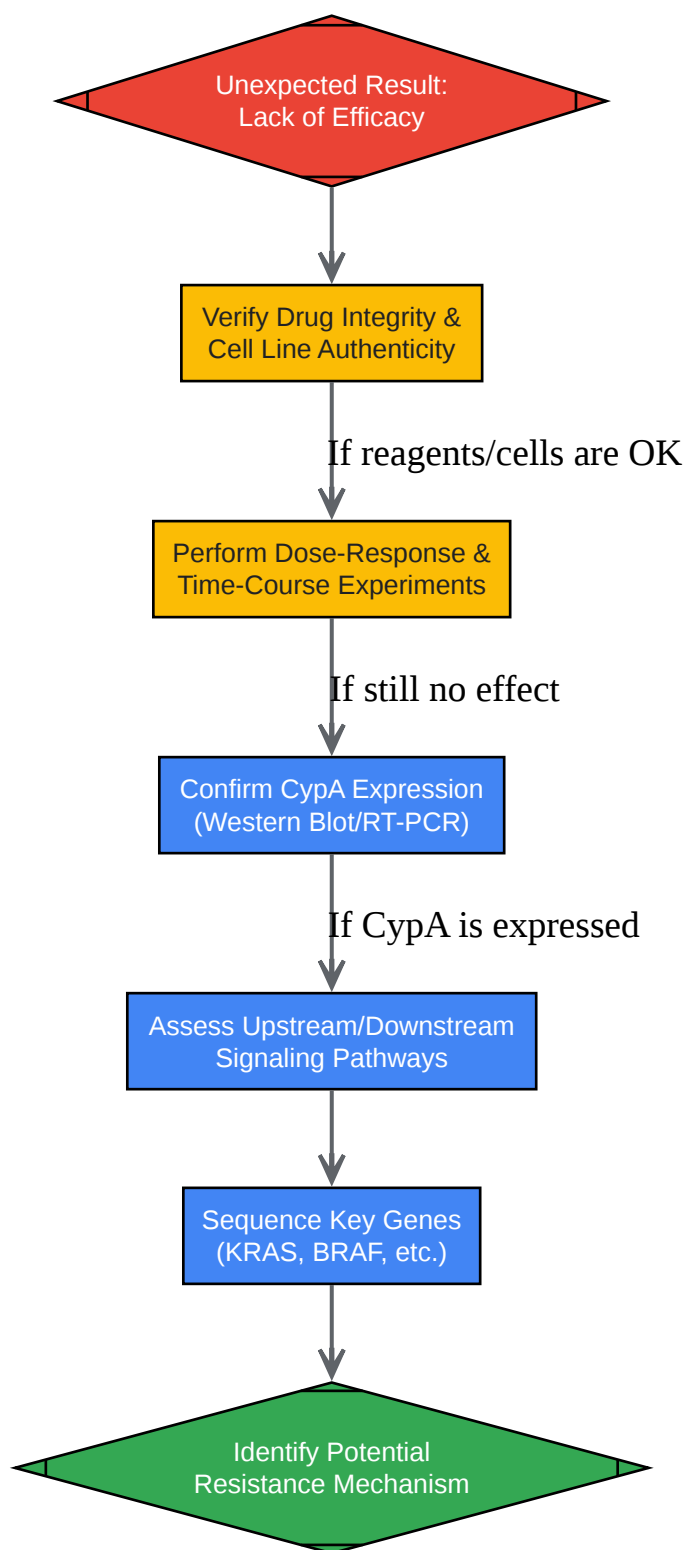 Unexpected Result:
Lack of Efficacy
Verify Drug Integrity &
Cell Line Authenticity
If reagents/cells are OK
Perform Dose-Response &
Time-Course Experiments
If still no effect
Confirm CypA Expression
(Western Blot/RT-PCR)
If CypA is expressed
Assess Upstream/Downstream
Signaling Pathways
Sequence Key Genes
(KRAS, BRAF, etc.)
Identify Potential
Resistance Mechanism